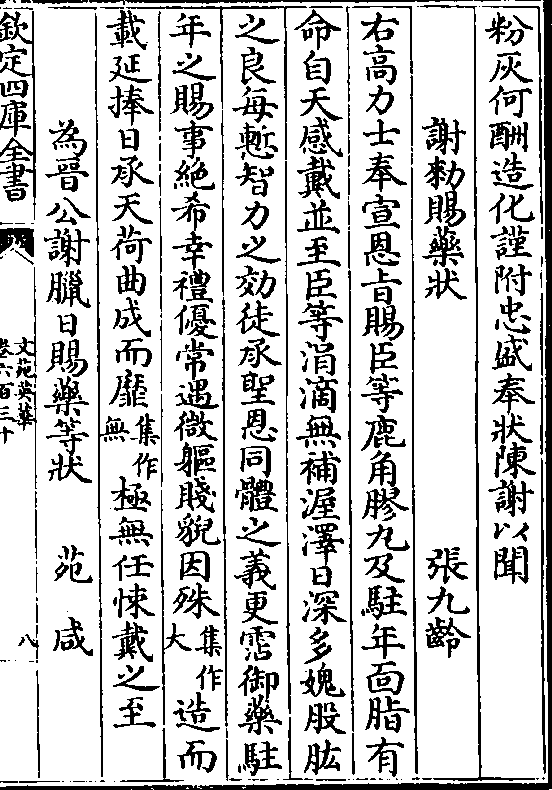 粉灰何酬造化謹附忠盛奉狀陳謝以聞
謝勅賜藥狀 張九齡
右高力士奉宣恩旨賜臣等鹿角膠丸及駐年面脂有
命自天感戴並至臣等涓滴無補渥澤日深多媿股肱
之良每慙智力之効徒承聖恩同體之義更霑御藥駐
年之賜事絶希幸禮優常遇微軀賤貌因殊集作大造而
載延捧日承天荷曲成而靡集作無極無任悚戴之至
為晉公謝臘日賜藥等狀 苑咸
欽定四庫全書
文苑英華
卷六百三十
八